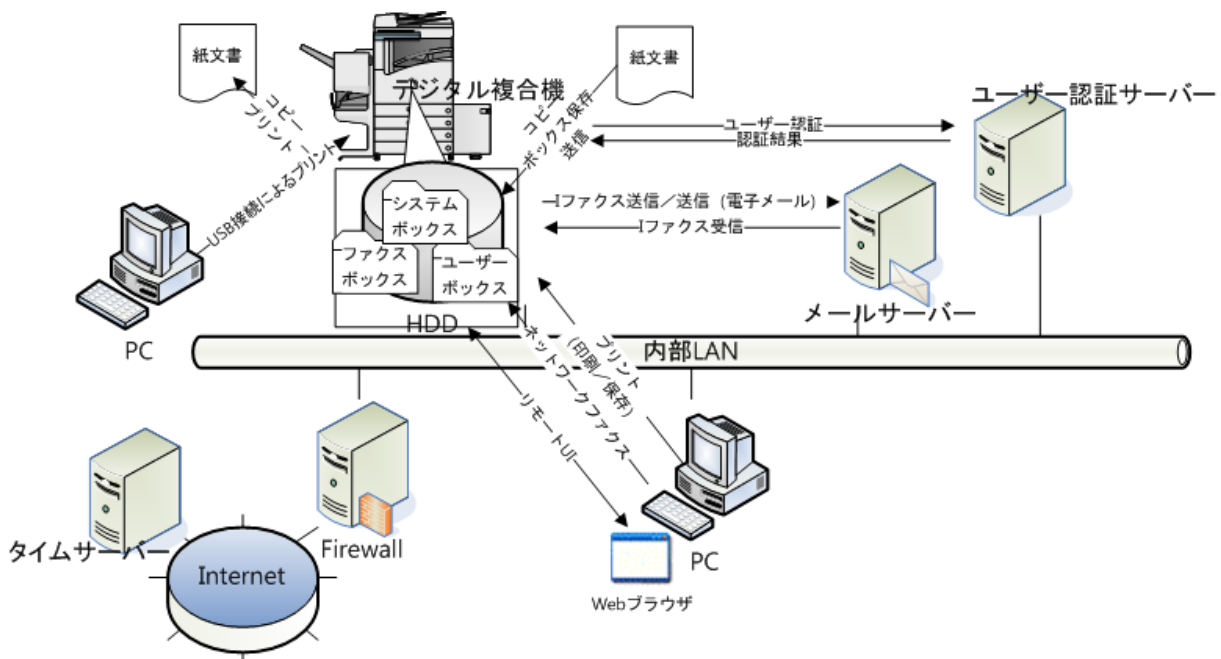 紙文書
デジタル複合機
紙文書
ユーザー認証サーバー
コピー
プリント
コピー
ボックス保存
送信
ユーザー認証
認証結果
USB接続によるプリント
システム
ボックス
Iファクス送信／送信（電子メール）
Iファクス受信
ファクス
ボックス
ユーザー
ボックス
メールサーバー
HDD
PC
内部LAN
プリント
（印刷／保存）
ネットワークファクス
リモートUI
タイムサーバー
Firewall
PC
Internet
Webブラウザ